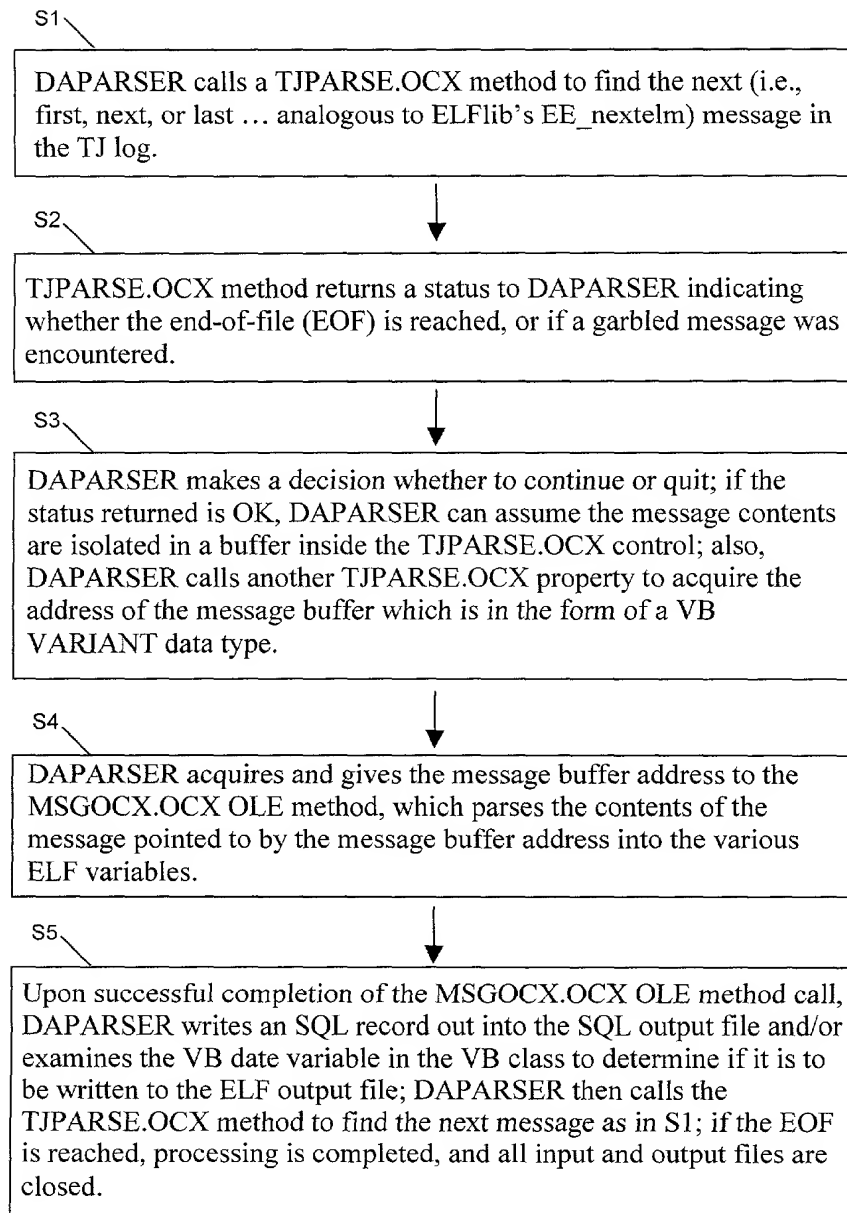 S1
DAPARSER calls a TJPARSE.OCX method to find the next (i.e.,
first, next, or last ... analogous to ELFlib's EE_nextelm) message in
the TJ log.
S2
TJPARSE.OCX method returns a status to DAPARSER indicating
whether the end-of-file (EOF) is reached, or if a garbled message was
encountered.
S3
DAPARSER makes a decision whether to continue or quit; if the
status returned is OK, DAPARSER can assume the message contents
are isolated in a buffer inside the TJPARSE.OCX control; also,
DAPARSER calls another TJPARSE.OCX property to acquire the
address of the message buffer which is in the form of a VB
VARIANT data type.
S4
DAPARSER acquires and gives the message buffer address to the
MSGOCX.OCX OLE method, which parses the contents of the
message pointed to by the message buffer address into the various
ELF variables.
S5
Upon successful completion of the MSGOCX.OCX OLE method call,
DAPARSER writes an SQL record out into the SQL output file and/or
examines the VB date variable in the VB class to determine if it is to
be written to the ELF output file; DAPARSER then calls the
TJPARSE.OCX method to find the next message as in S1; if the EOF
is reached, processing is completed, and all input and output files are
closed.